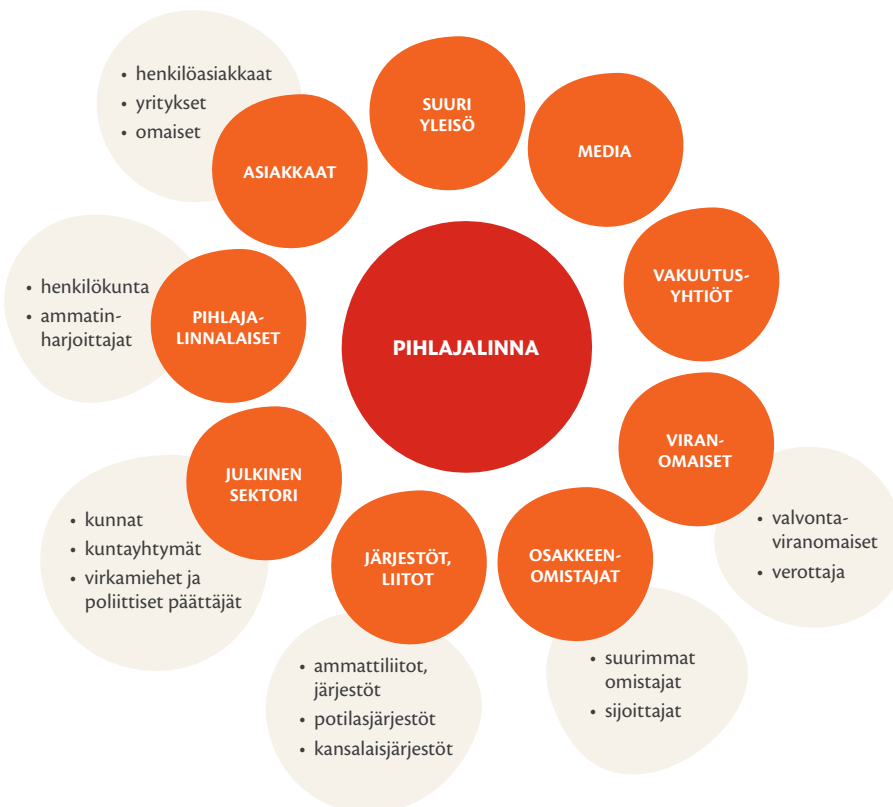 • henkilöasiakkaat
• yritykset
• omaiset
ASIAKKAAT
SUURI
YLEISÖ
MEDIA
VAKUUTUS-
YHTIÖT
• henkilökunta
• ammatin-
harjoittajat
PIHLAJA-
LINNALAISET
PIHLAJALINNA
VIRAN-
OMAISET
• valvonta-
viranomaiset
• verottaja
JULKINEN
SEKTORI
• kunnat
• kuntayhtymät
• virkamiehet ja
poliittiset päättäjät
JÄRJESTÖT,
LIITOT
• ammattiliitot,
järjestöt
• potilasjärjestöt
• kansalaisjärjestöt
OSAKKEEN-
OMISTAJAT
• suurimmat
omistajat
• sijoittajat